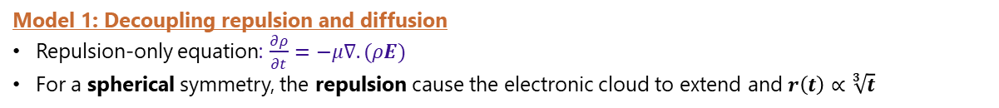 Model 1: Decoupling repulsion and diffusion
• Repulsion-only equation: ∂ρ/∂t = −μ∇.(ρE)
• For a spherical symmetry, the repulsion cause the electronic cloud to extend and r(t) ∝ ∛t